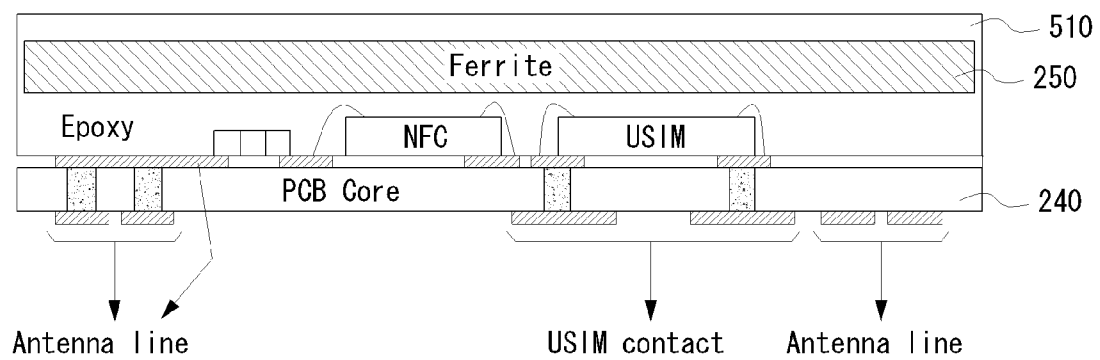 510
Ferrite
250
Epoxy
NFC
USIM
PCB Core
240
Antenna line
USIM contact
Antenna line